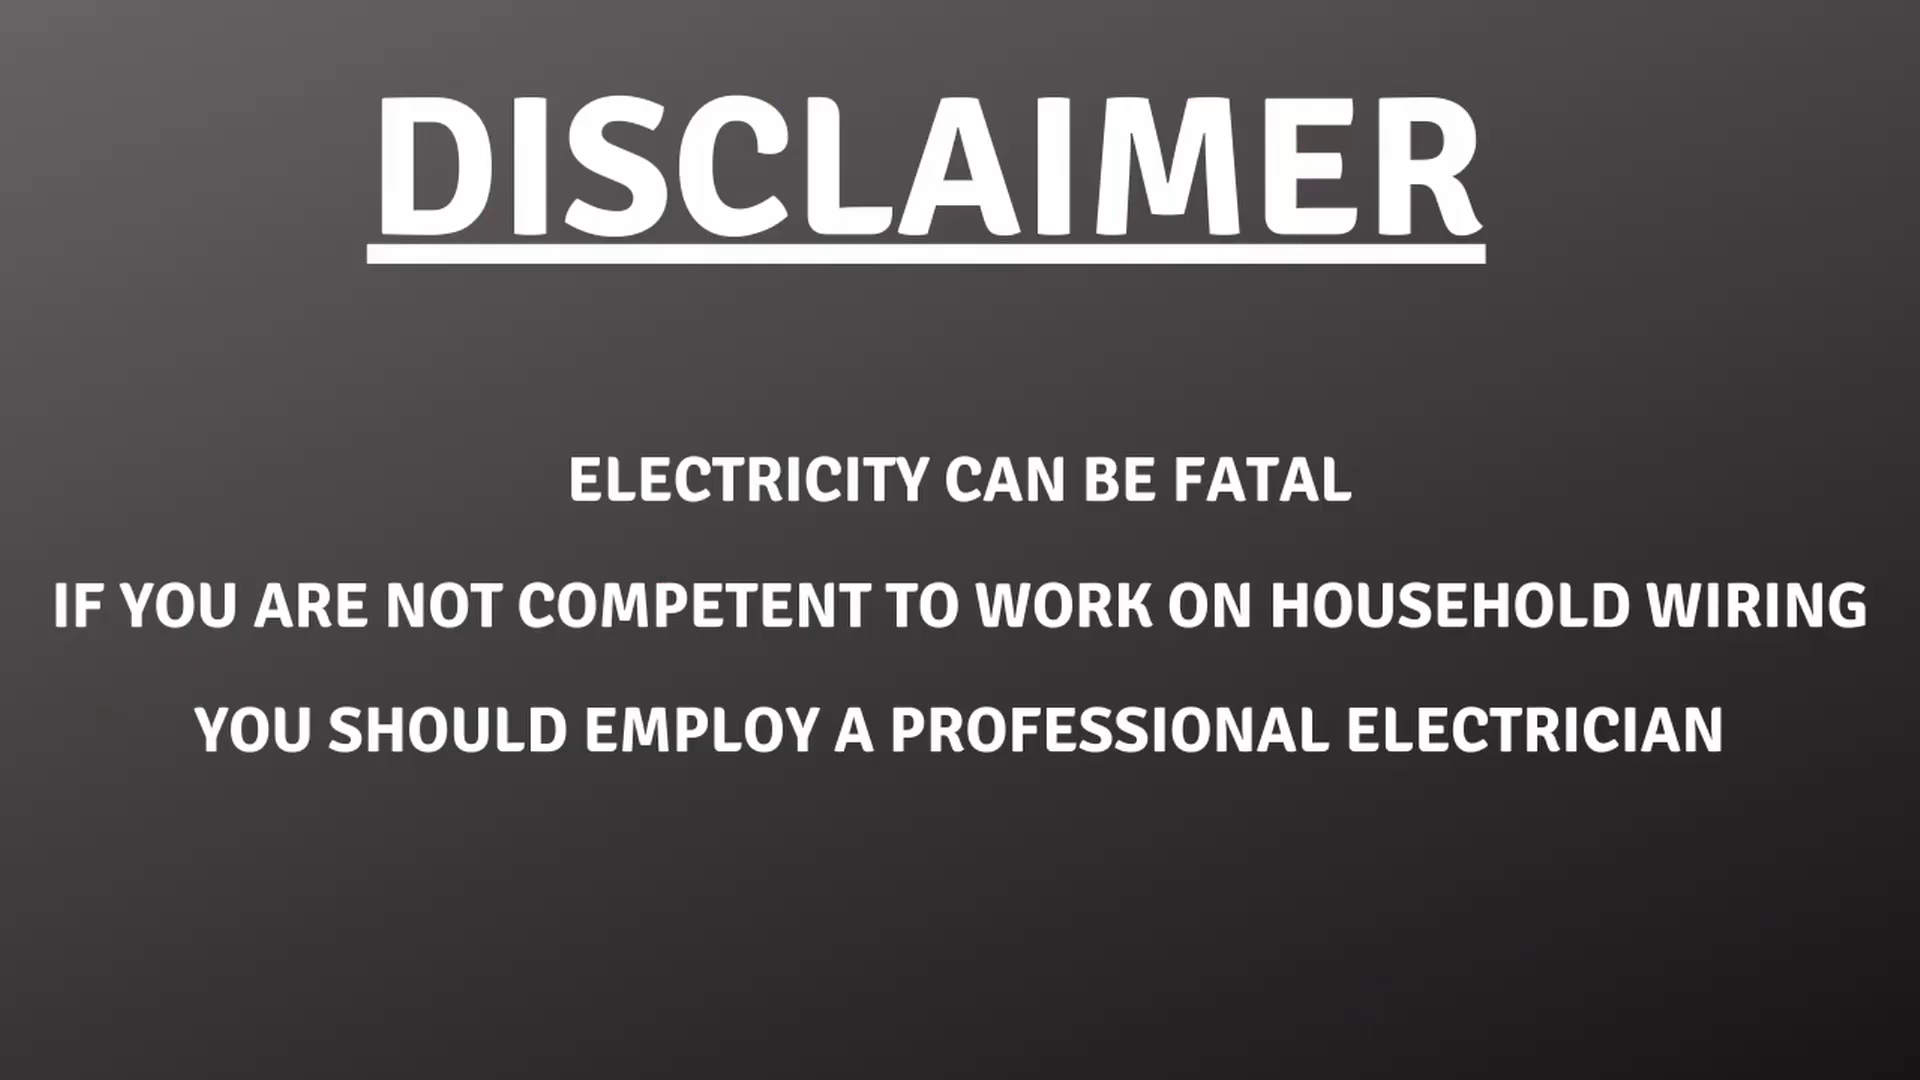 DISCLAIMER
ELECTRICITY CAN BE FATAL
IF YOU ARE NOT COMPETENT TO WORK ON HOUSEHOLD WIRING
YOU SHOULD EMPLOY A PROFESSIONAL ELECTRICIAN